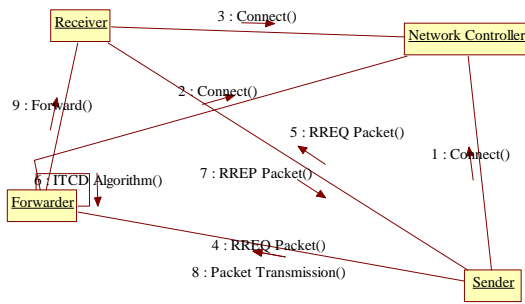 3 : Connect()
Receiver
Network Controller
2 : Connect()
9 : Forward()
5 : RREQ Packet()
1 : Connect()
7 : RREP Packet()
6 : ITCD Algorithm()
Forwarder
4 : RREQ Packet()
8 : Packet Transmission()
Sender